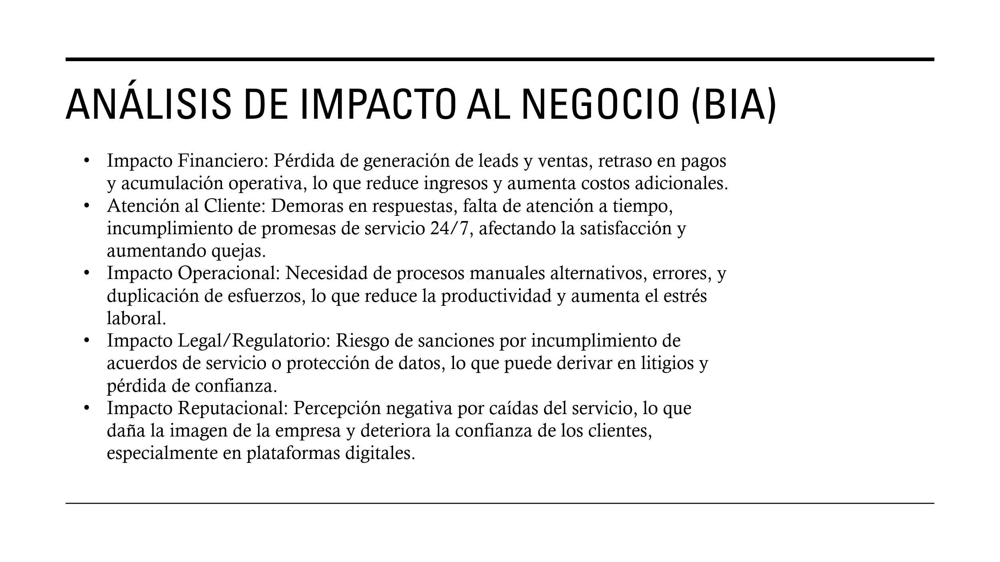 ANÁLISIS DE IMPACTO AL NEGOCIO (BIA)
• Impacto Financiero: Pérdida de generación de leads y ventas, retraso en pagos
y acumulación operativa, lo que reduce ingresos y aumenta costos adicionales.
• Atención al Cliente: Demoras en respuestas, falta de atención a tiempo,
incumplimiento de promesas de servicio 24/7, afectando la satisfacción y
aumentando quejas.
• Impacto Operacional: Necesidad de procesos manuales alternativos, errores, y
duplicación de esfuerzos, lo que reduce la productividad y aumenta el estrés
laboral.
• Impacto Legal/Regulatorio: Riesgo de sanciones por incumplimiento de
acuerdos de servicio o protección de datos, lo que puede derivar en litigios y
pérdida de confianza.
• Impacto Reputacional: Percepción negativa por caídas del servicio, lo que
daña la imagen de la empresa y deteriora la confianza de los clientes,
especialmente en plataformas digitales.